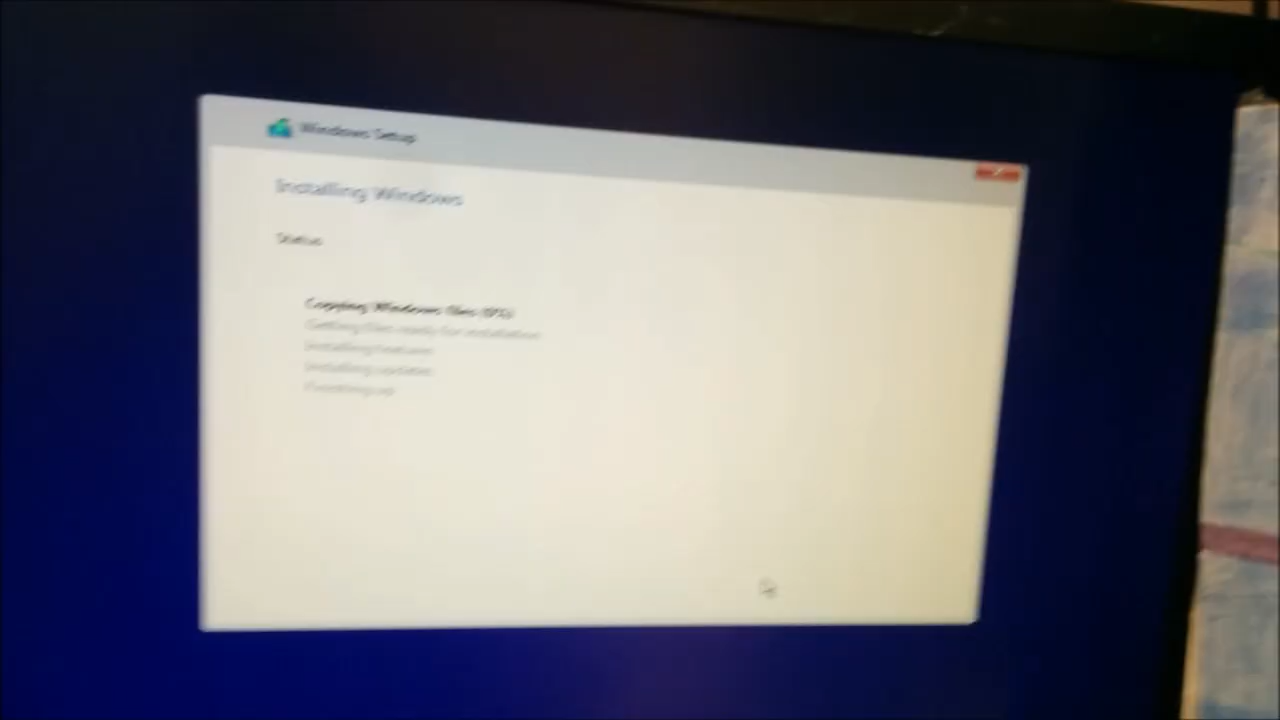 Windows Setup
Installing Windows
Status
Copying Windows files (0%)
Getting files ready for installation
Installing features
Installing updates
Finishing up